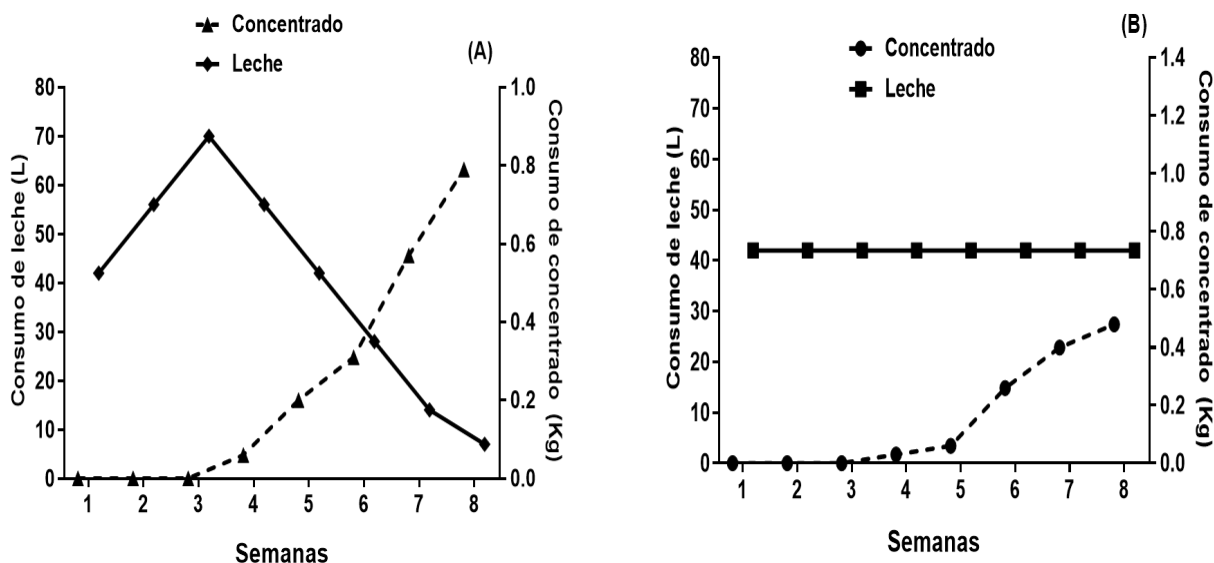 Concentrado
Leche
(A)
80
70
60
50
40
30
20
10
0
Consumo de leche (L)
1.0
0.8
0.6
0.4
0.2
0.0
Consumo de concentrado (Kg)
1 2 3 4 5 6 7 8
Semanas
Concentrado
Leche
(B)
80
70
60
50
40
30
20
10
0
Consumo de leche (L)
1.4
1.2
1.0
0.8
0.6
0.4
0.2
0.0
Consumo de concentrado (Kg)
1 2 3 4 5 6 7 8
Semanas